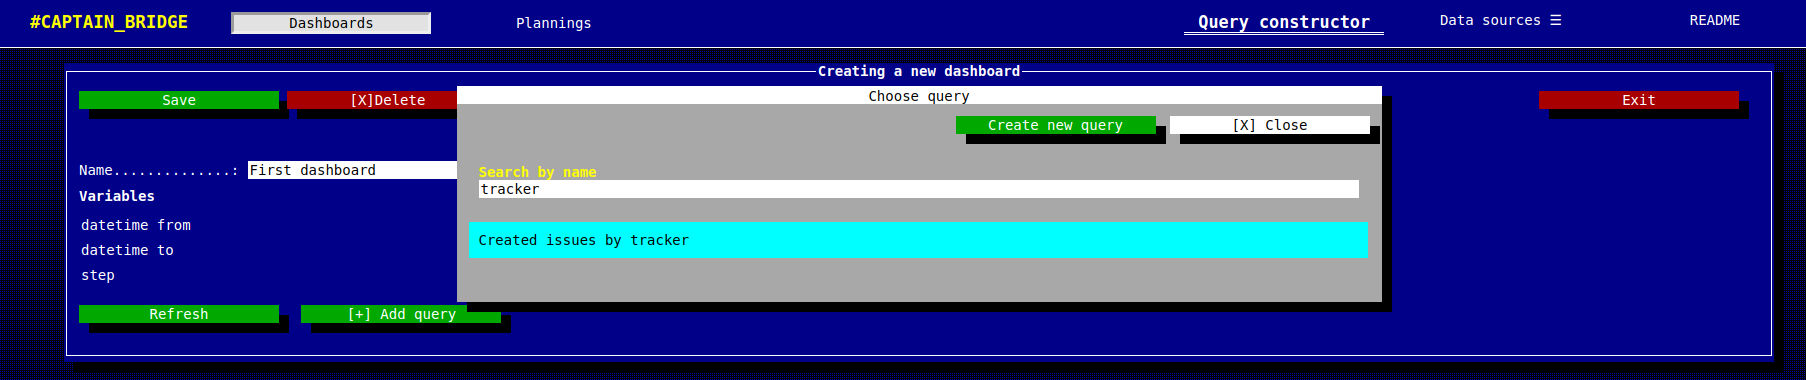 #CAPTAIN_BRIDGE Dashboards Plannings Query constructor Data sources ☰ README
Creating a new dashboard
Save [X]Delete Exit
Choose query
Create new query [X] Close
Name..............: First dashboard
Search by name
tracker
Variables
datetime from
datetime to
step
Created issues by tracker
Refresh [+] Add query